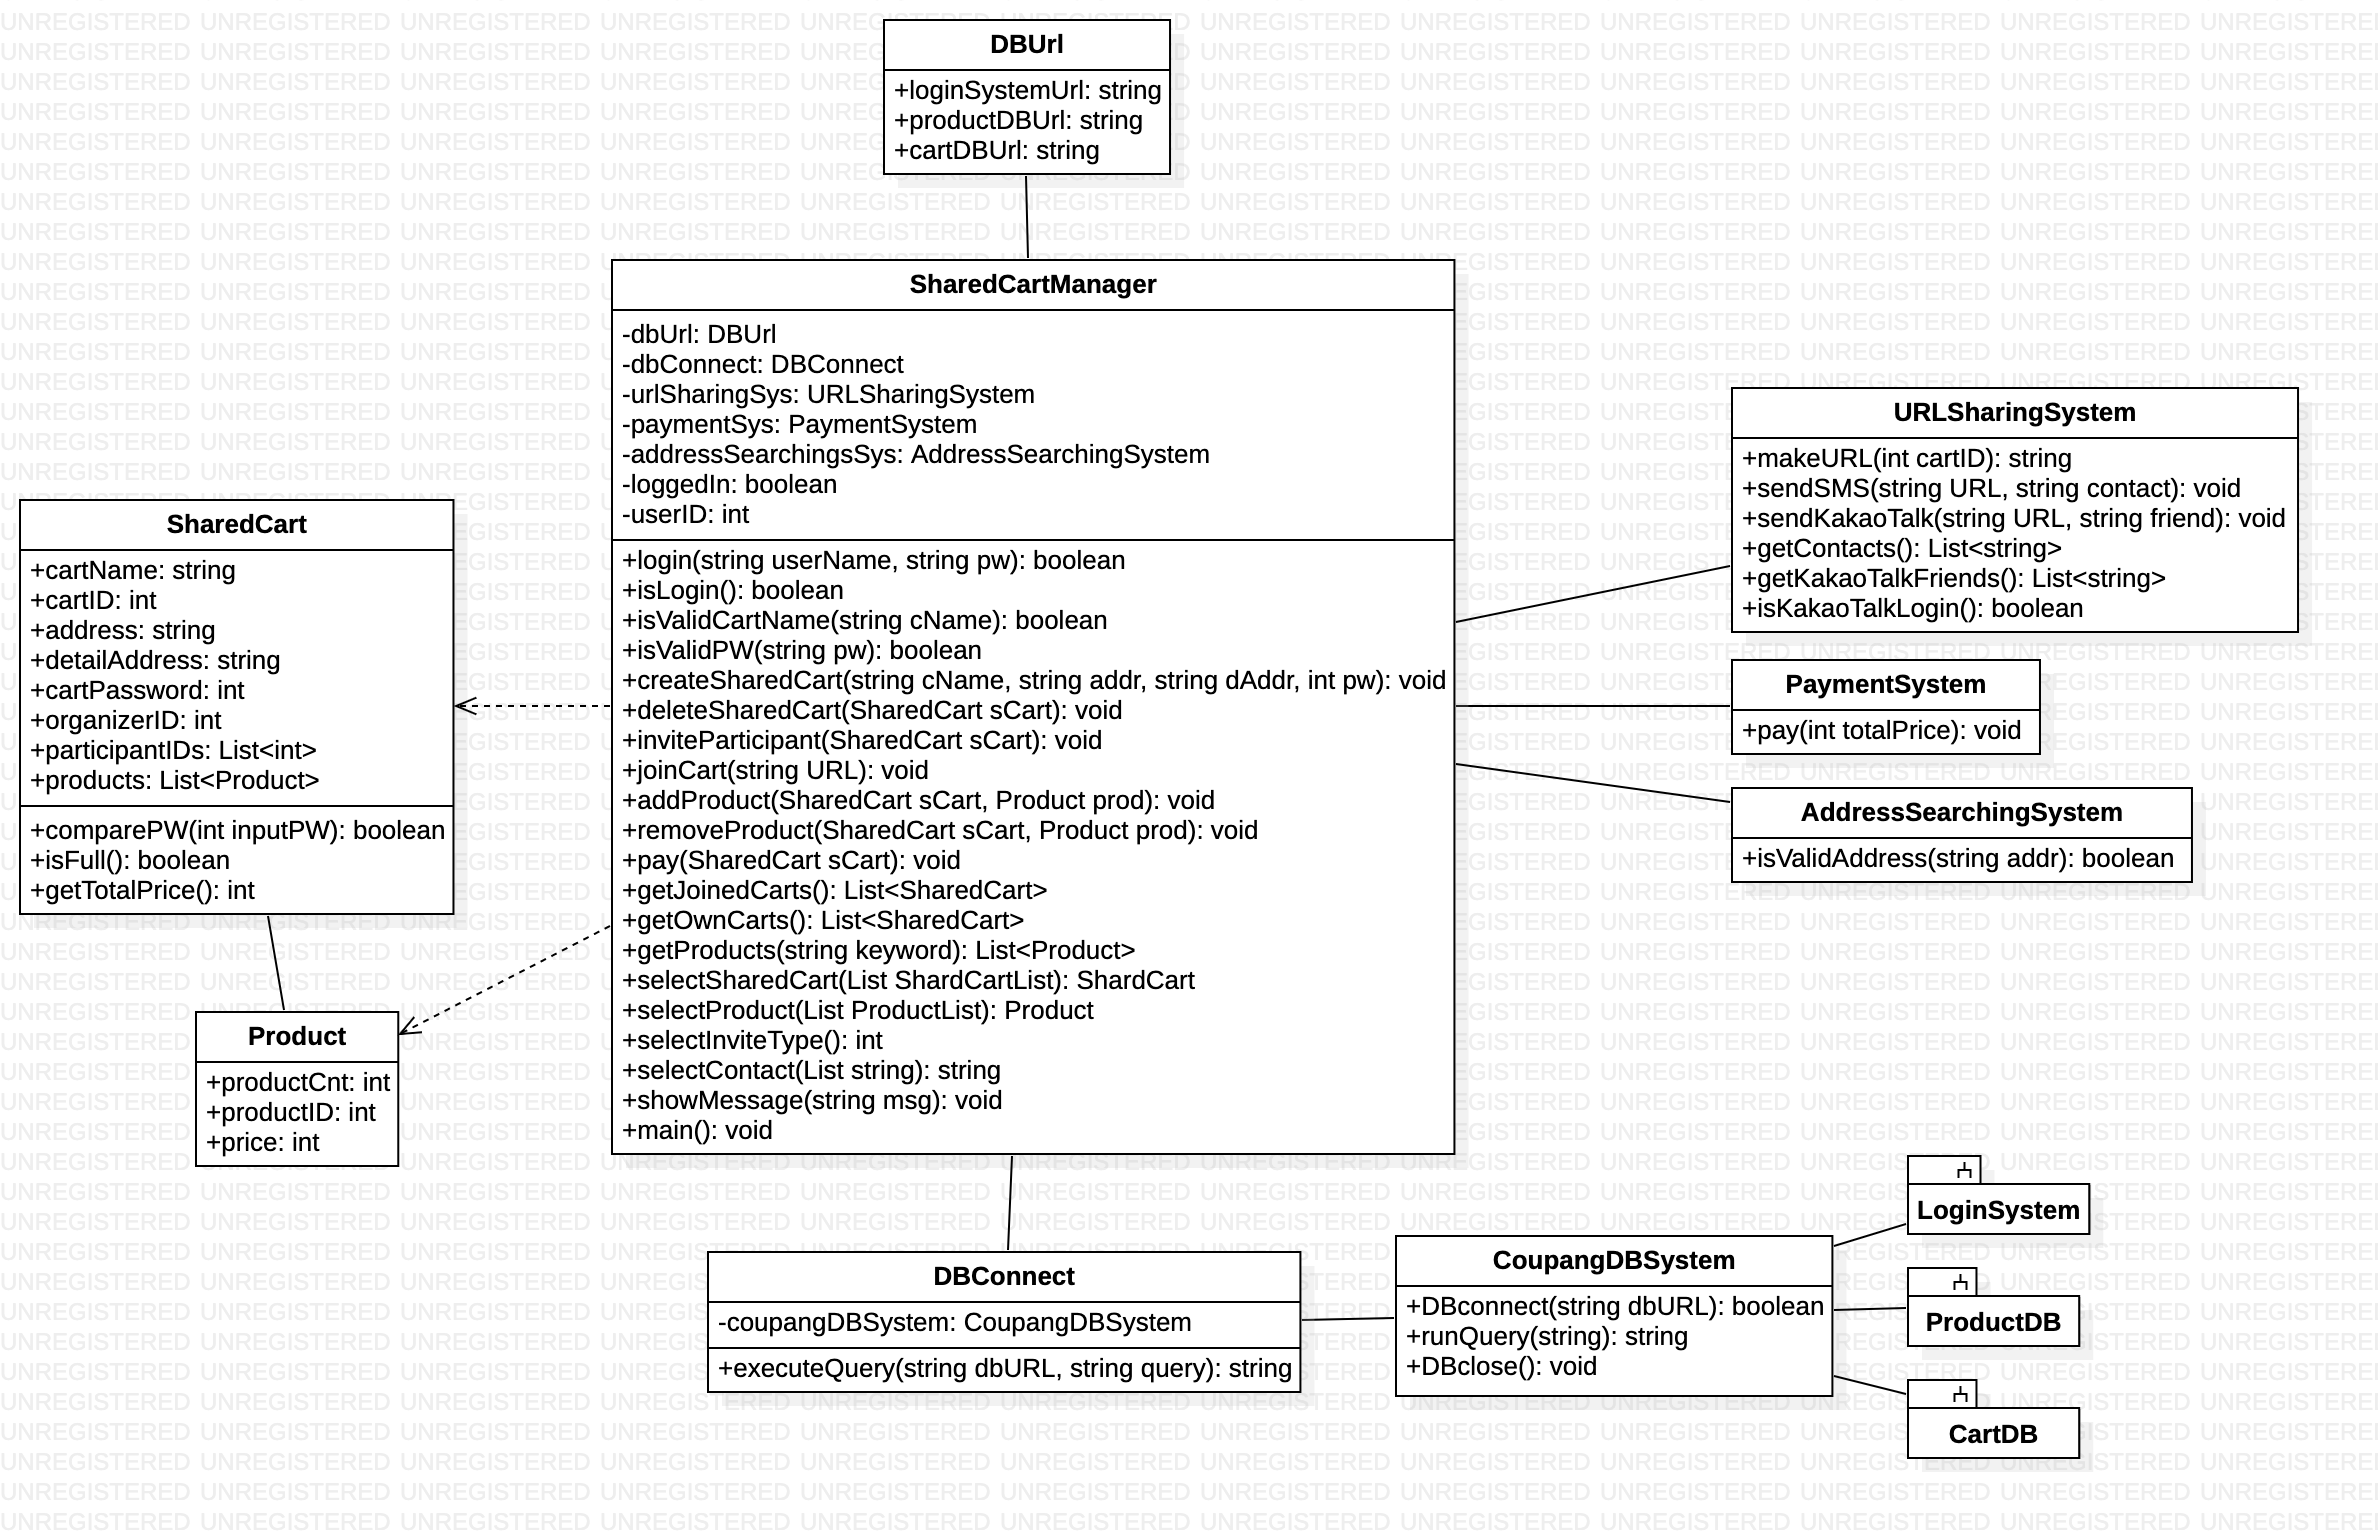 DBUrl
+loginSystemUrl: string
+productDBUrl: string
+cartDBUrl: string
SharedCartManager
-dbUrl: DBUrl
-dbConnect: DBConnect
-urlSharingSys: URLSharingSystem
-paymentSys: PaymentSystem
-addressSearchingsSys: AddressSearchingSystem
-loggedIn: boolean
-userID: int
+login(string userName, string pw): boolean
+isLogin(): boolean
+isValidCartName(string cName): boolean
+isValidPW(string pw): boolean
+createSharedCart(string cName, string addr, string dAddr, int pw): void
+deleteSharedCart(SharedCart sCart): void
+inviteParticipant(SharedCart sCart): void
+joinCart(string URL): void
+addProduct(SharedCart sCart, Product prod): void
+removeProduct(SharedCart sCart, Product prod): void
+pay(SharedCart sCart): void
+getJoinedCarts(): List<SharedCart>
+getOwnCarts(): List<SharedCart>
+getProducts(string keyword): List<Product>
+selectSharedCart(List ShardCartList): ShardCart
+selectProduct(List ProductList): Product
+selectInviteType(): int
+selectContact(List string): string
+showMessage(string msg): void
+main(): void
SharedCart
+cartName: string
+cartID: int
+address: string
+detailAddress: string
+cartPassword: int
+organizerID: int
+participantIDs: List<int>
+products: List<Product>
+comparePW(int inputPW): boolean
+isFull(): boolean
+getTotalPrice(): int
Product
+productCnt: int
+productID: int
+price: int
URLSharingSystem
+makeURL(int cartID): string
+sendSMS(string URL, string contact): void
+sendKakaoTalk(string URL, string friend): void
+getContacts(): List<string>
+getKakaoTalkFriends(): List<string>
+isKakaoTalkLogin(): boolean
PaymentSystem
+pay(int totalPrice): void
AddressSearchingSystem
+isValidAddress(string addr): boolean
DBConnect
-coupangDBSystem: CoupangDBSystem
+executeQuery(string dbURL, string query): string
CoupangDBSystem
+DBconnect(string dbURL): boolean
+runQuery(string): string
+DBclose(): void
LoginSystem
ProductDB
CartDB
UNREGISTERED